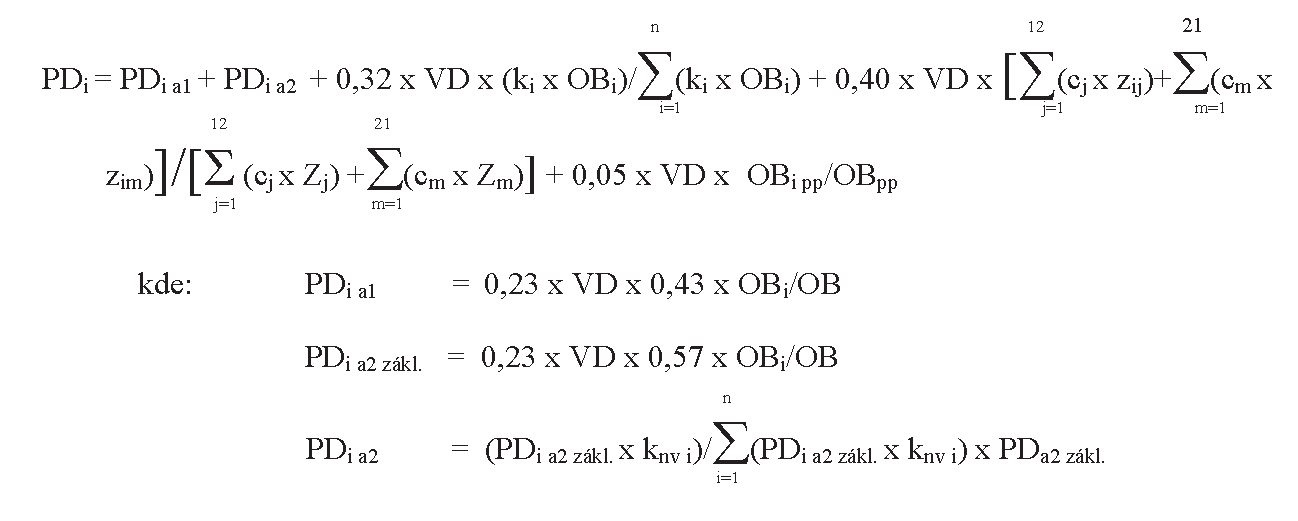 n 12 21
PDi = PDi a1 + PDi a2 + 0,32 x VD x (ki x OBi)/∑(ki x OBi) + 0,40 x VD x [∑(cj x zij)+∑(cm x
i=1 j=1 m=1
12 21
zim)]/[∑ (cj x Zj) +∑(cm x Zm)] + 0,05 x VD x OBi pp/OBpp
j=1 m=1
kde: PDi a1 = 0,23 x VD x 0,43 x OBi/OB
PDi a2 zákl. = 0,23 x VD x 0,57 x OBi/OB
n
PDi a2 = (PDi a2 zákl. x knv i)/∑(PDi a2 zákl. x knv i) x PDa2 zákl.
i=1